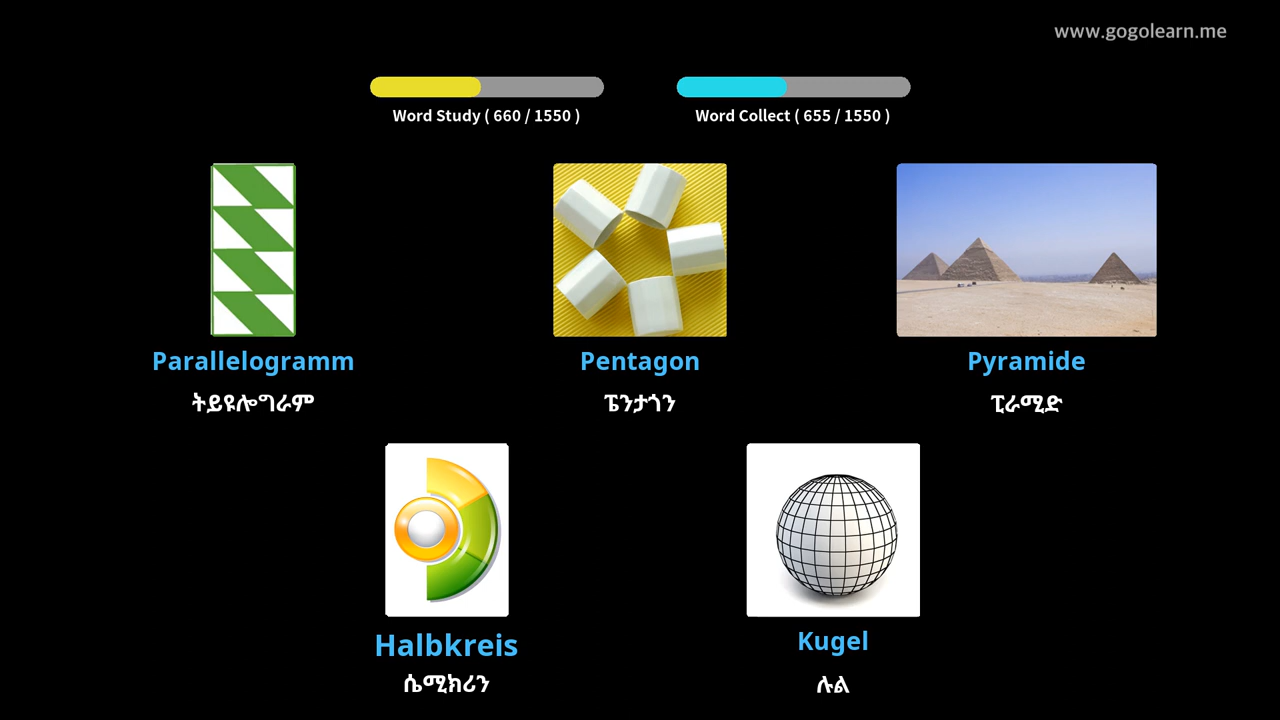 www.gogolearn.me
Word Study ( 660 / 1550 )
Word Collect ( 655 / 1550 )
Parallelogramm
ትይዩሎግራም
Pentagon
ፔንታጎን
Pyramide
ፒራሚድ
Halbkreis
ሴሚክሪን
Kugel
ሉል